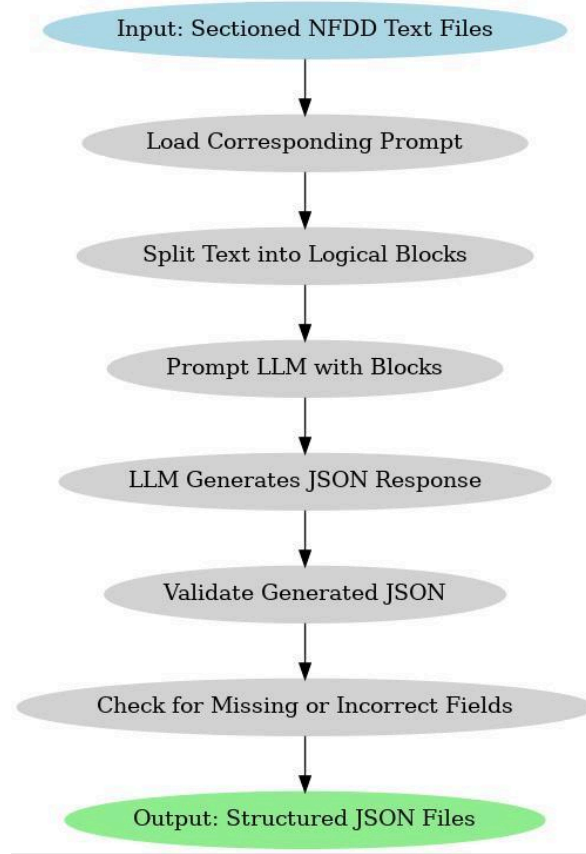 Input: Sectioned NFDD Text Files
Load Corresponding Prompt
Split Text into Logical Blocks
Prompt LLM with Blocks
LLM Generates JSON Response
Validate Generated JSON
Check for Missing or Incorrect Fields
Output: Structured JSON Files